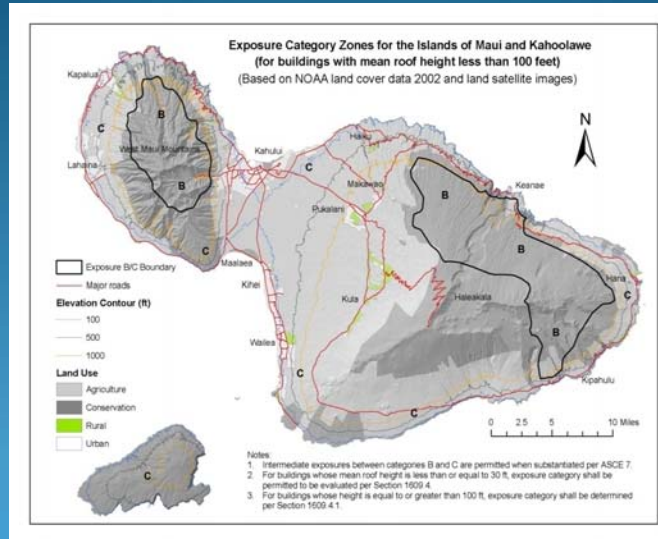 Exposure Category Zones for the Islands of Maui and Kahoolawe
(for buildings with mean roof height less than 100 feet)
(Based on NOAA land cover data 2002 and land satellite images)
N
Kapalua
B
C
West Maui Mountains
Kahului
Haiku
C
Lahaina
B
Makawao
Keanae
B
Pukalani
B
C
Maalaea
Kihei
Hana
Kula
Haleakala
C
Wailea
B
C
Kipahulu
C
Exposure B/C Boundary
Major roads
Elevation Contour (ft)
100
500
1000
Land Use
Agriculture
Conservation
Rural
Urban
C
0 2.5 5 10 Miles
Notes:
1. Intermediate exposures between categories B and C are permitted when substantiated per ASCE 7.
2. For buildings whose mean roof height is less than or equal to 30 ft, exposure category shall be
permitted to be evaluated per Section 1609.4.
3. For buildings whose height is equal to or greater than 100 ft, exposure category shall be determined
per Section 1609.4.1.